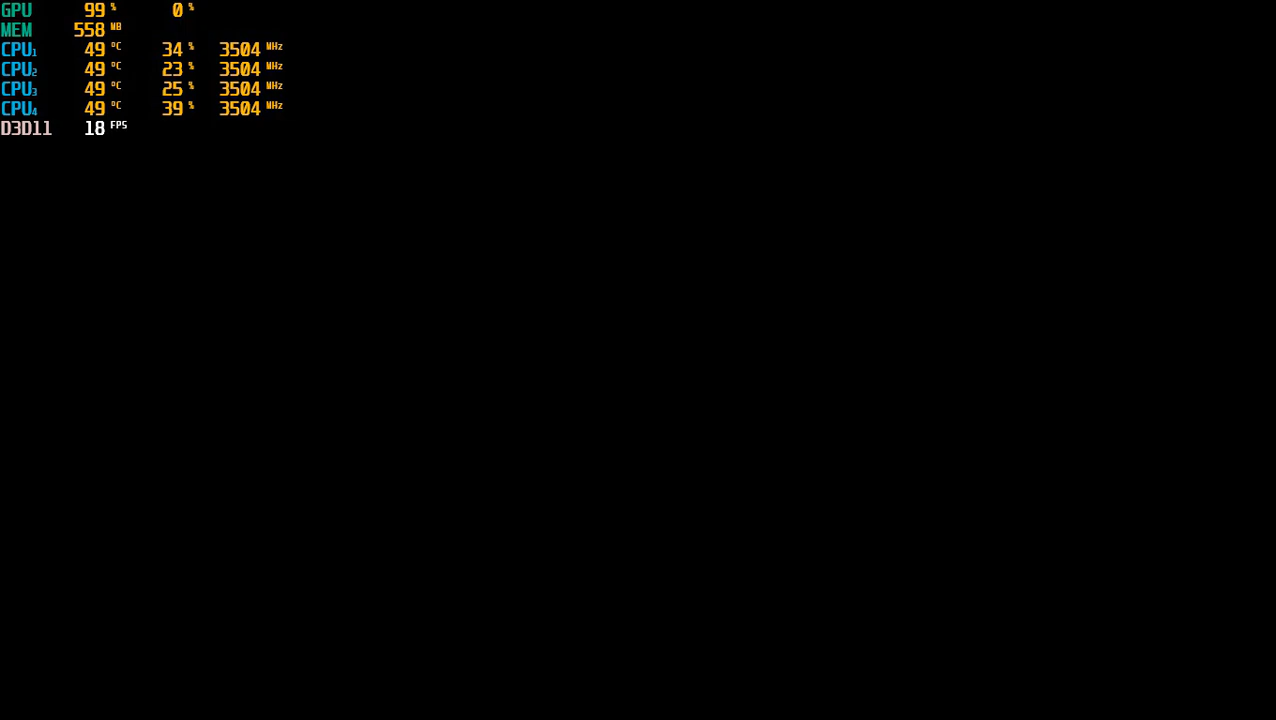 GPU 99 % 0 %
MEM 558 MB
CPU1 49 °C 34 % 3504 MHz
CPU2 49 °C 23 % 3504 MHz
CPU3 49 °C 25 % 3504 MHz
CPU4 49 °C 39 % 3504 MHz
D3D11 18 FPS